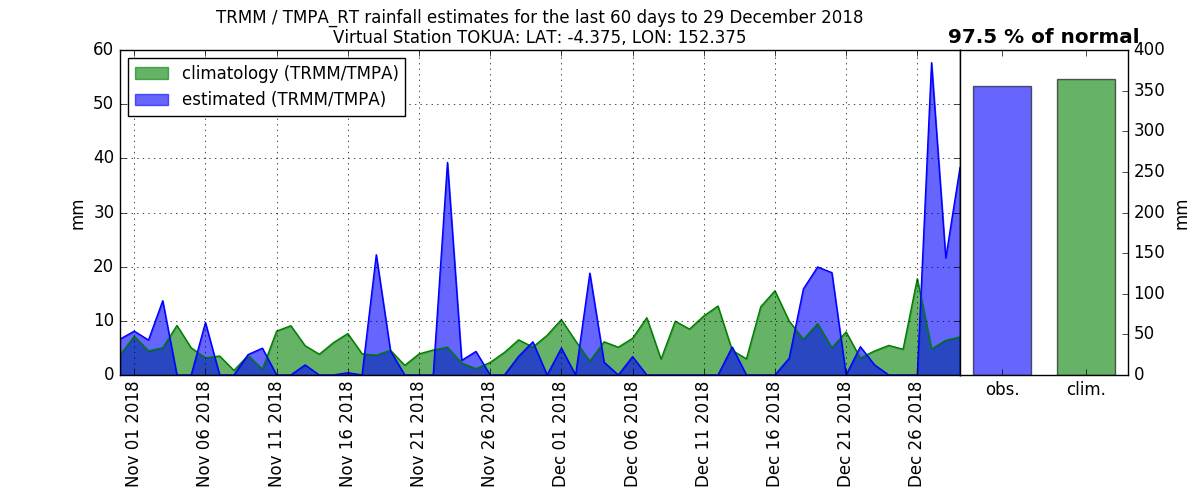 TRMM / TMPA_RT rainfall estimates for the last 60 days to 29 December 2018
Virtual Station TOKUA: LAT: -4.375, LON: 152.375
97.5 % of normal
climatology (TRMM/TMPA)
estimated (TRMM/TMPA)
60
50
40
30
20
10
0
mm
400
350
300
250
200
150
100
50
0
mm
Nov 01 2018
Nov 06 2018
Nov 11 2018
Nov 16 2018
Nov 21 2018
Nov 26 2018
Dec 01 2018
Dec 06 2018
Dec 11 2018
Dec 16 2018
Dec 21 2018
Dec 26 2018
obs.
clim.